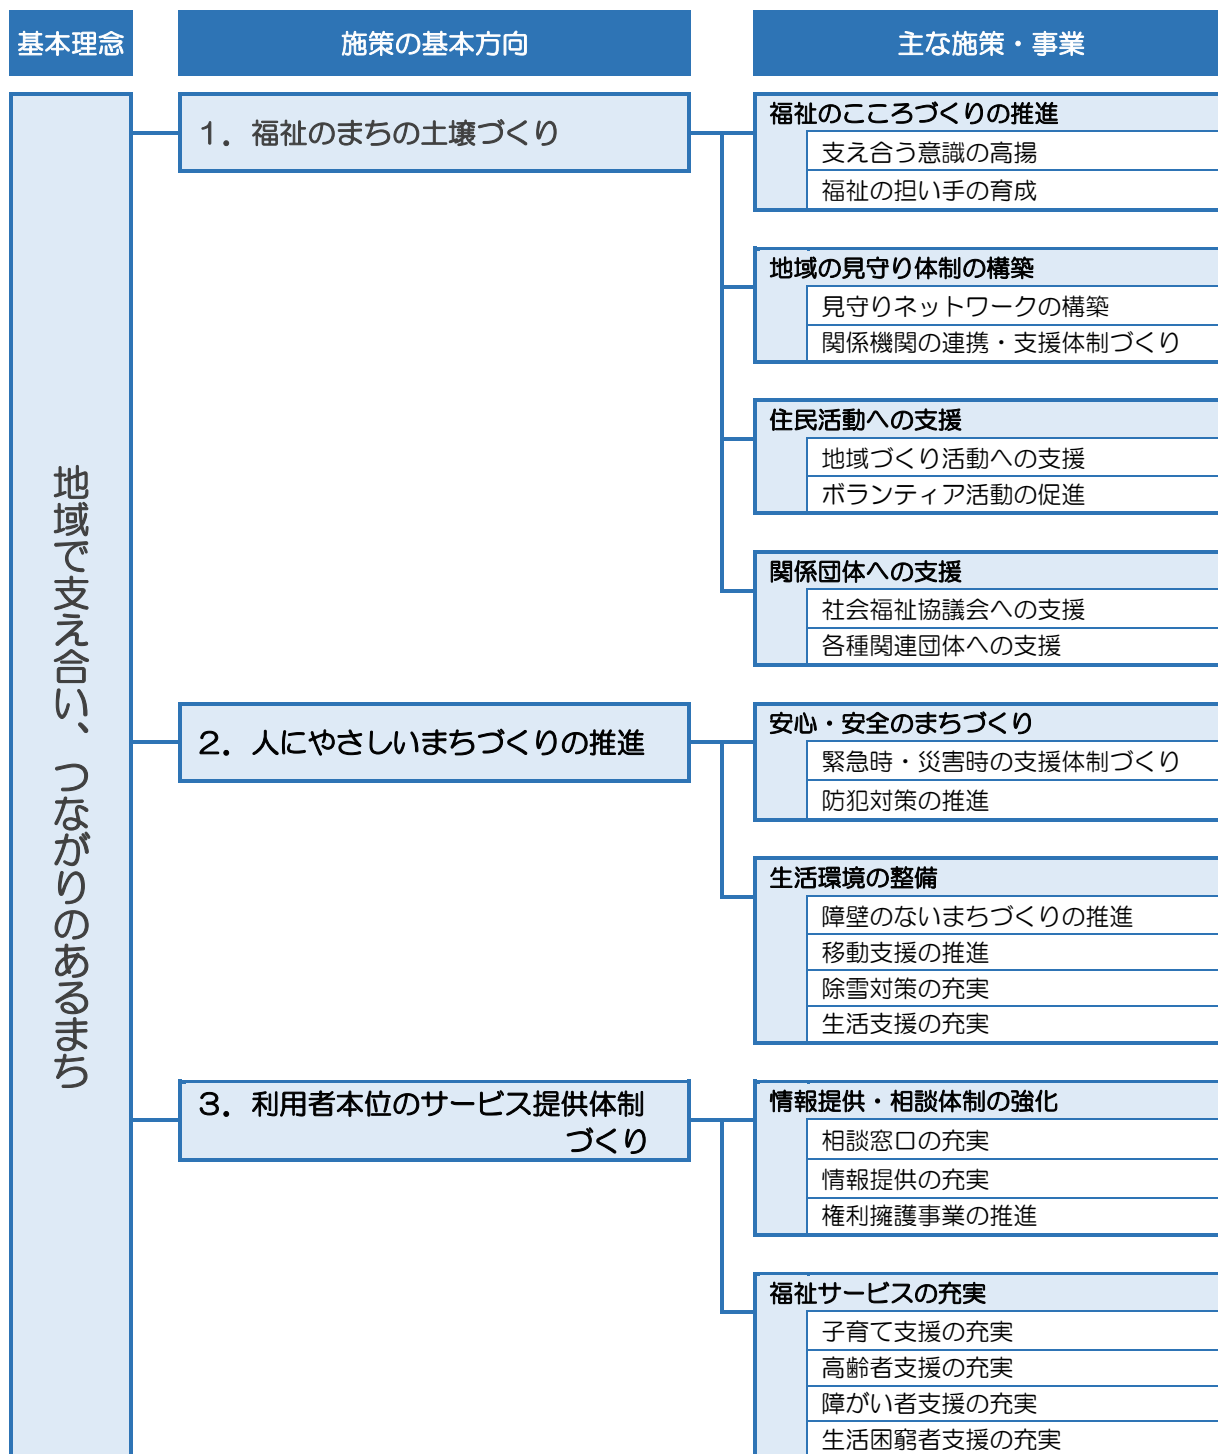 基本理念
施策の基本方向
主な施策・事業
地域で支え合い、つながりのあるまち
１．福祉のまちの土壌づくり
福祉のこころづくりの推進
支え合う意識の高揚
福祉の担い手の育成
地域の見守り体制の構築
見守りネットワークの構築
関係機関の連携・支援体制づくり
住民活動への支援
地域づくり活動への支援
ボランティア活動の促進
関係団体への支援
社会福祉協議会への支援
各種関連団体への支援
２．人にやさしいまちづくりの推進
安心・安全のまちづくり
緊急時・災害時の支援体制づくり
防犯対策の推進
生活環境の整備
障壁のないまちづくりの推進
移動支援の推進
除雪対策の充実
生活支援の充実
３．利用者本位のサービス提供体制
づくり
情報提供・相談体制の強化
相談窓口の充実
情報提供の充実
権利擁護事業の推進
福祉サービスの充実
子育て支援の充実
高齢者支援の充実
障がい者支援の充実
生活困窮者支援の充実